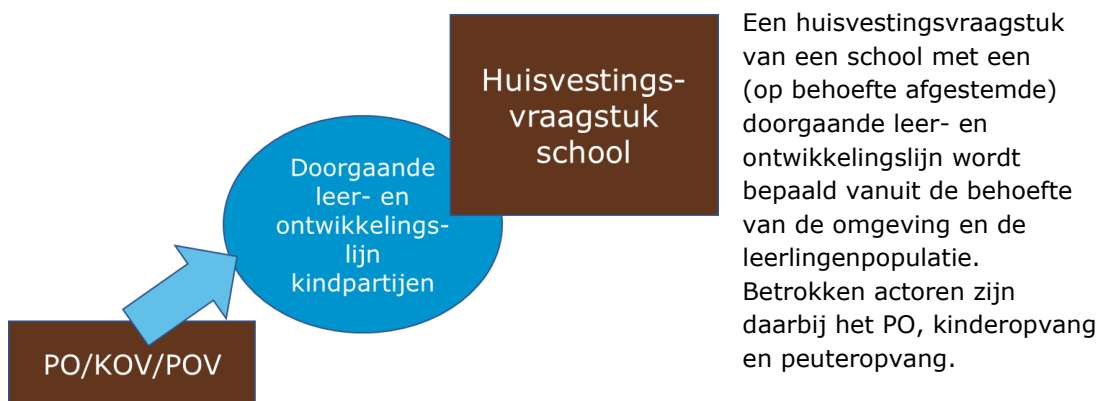 Huisvestings-
vraagstuk
school
Doorgaande
leer- en
ontwikkelings-
lijn
kindpartijen
PO/KOV/POV
Een huisvestingsvraagstuk
van een school met een
(op behoefte afgestemde)
doorgaande leer- en
ontwikkelingslijn wordt
bepaald vanuit de behoefte
van de omgeving en de
leerlingenpopulatie.
Betrokken actoren zijn
daarbij het PO, kinderopvang
en peuteropvang.